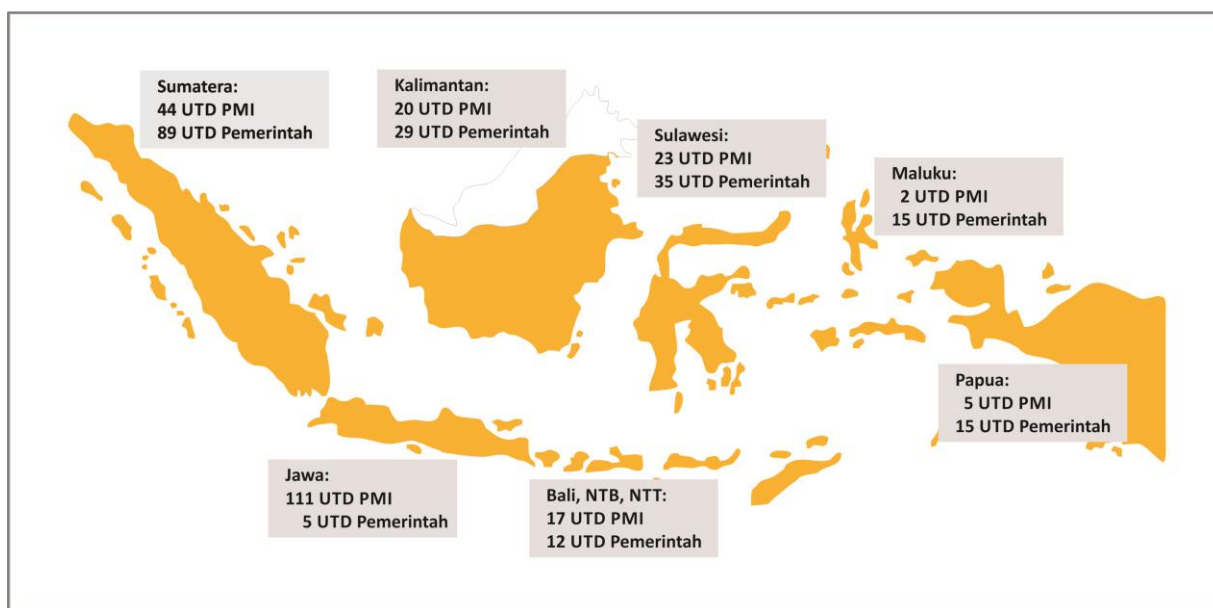 Sumatera:
44 UTD PMI
89 UTD Pemerintah
Kalimantan:
20 UTD PMI
29 UTD Pemerintah
Sulawesi:
23 UTD PMI
35 UTD Pemerintah
Maluku:
2 UTD PMI
15 UTD Pemerintah
Papua:
5 UTD PMI
15 UTD Pemerintah
Jawa:
111 UTD PMI
5 UTD Pemerintah
Bali, NTB, NTT:
17 UTD PMI
12 UTD Pemerintah